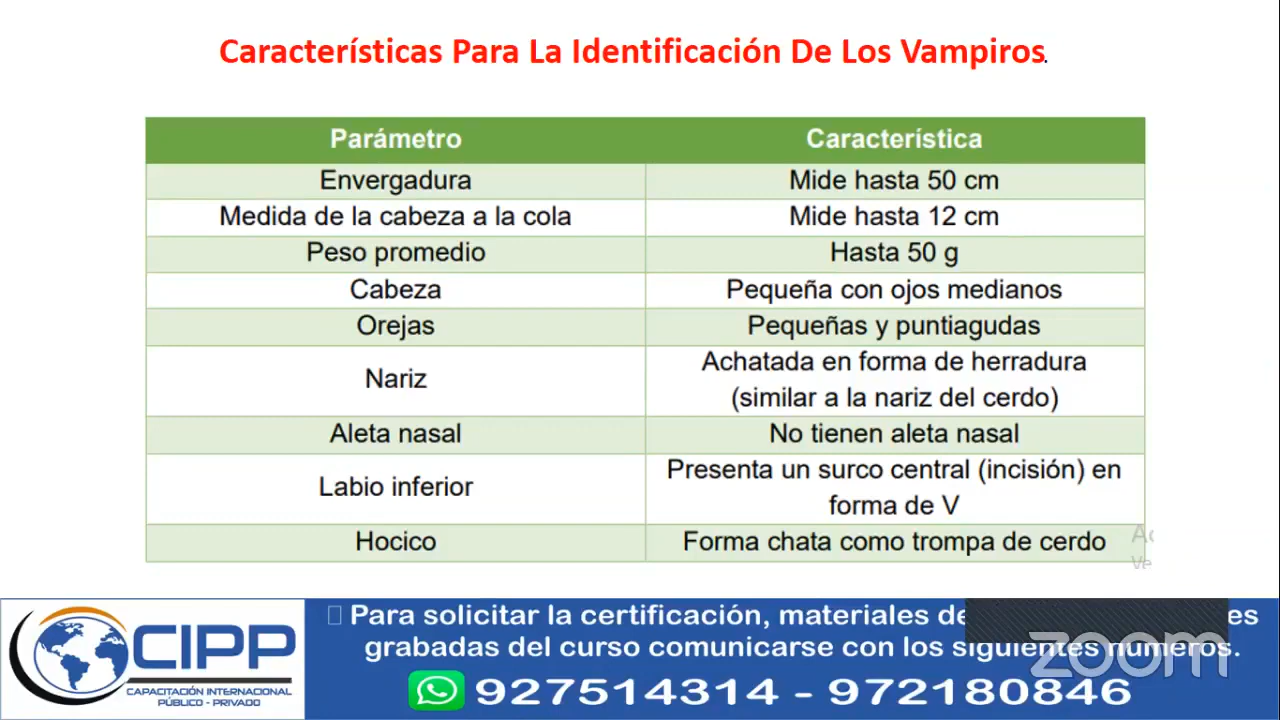 Características Para La Identificación De Los Vampiros.
Parámetro Característica
Envergadura Mide hasta 50 cm
Medida de la cabeza a la cola Mide hasta 12 cm
Peso promedio Hasta 50 g
Cabeza Pequeña con ojos medianos
Orejas Pequeñas y puntiagudas
Nariz Achatada en forma de herradura
(similar a la nariz del cerdo)
Aleta nasal No tienen aleta nasal
Labio inferior Presenta un surco central (incisión) en
forma de V
Hocico Forma chata como trompa de cerdo
CIPP
CAPACITACIÓN INTERNACIONAL
PÚBLICO - PRIVADO
Para solicitar la certificación, materiales
grabadas del curso comunicarse con los siguientes números.
927514314 - 972180846
zoom